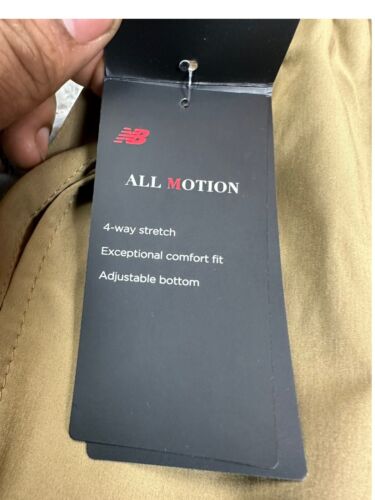 NB
ALL MOTION
4-way stretch
Exceptional comfort fit
Adjustable bottom